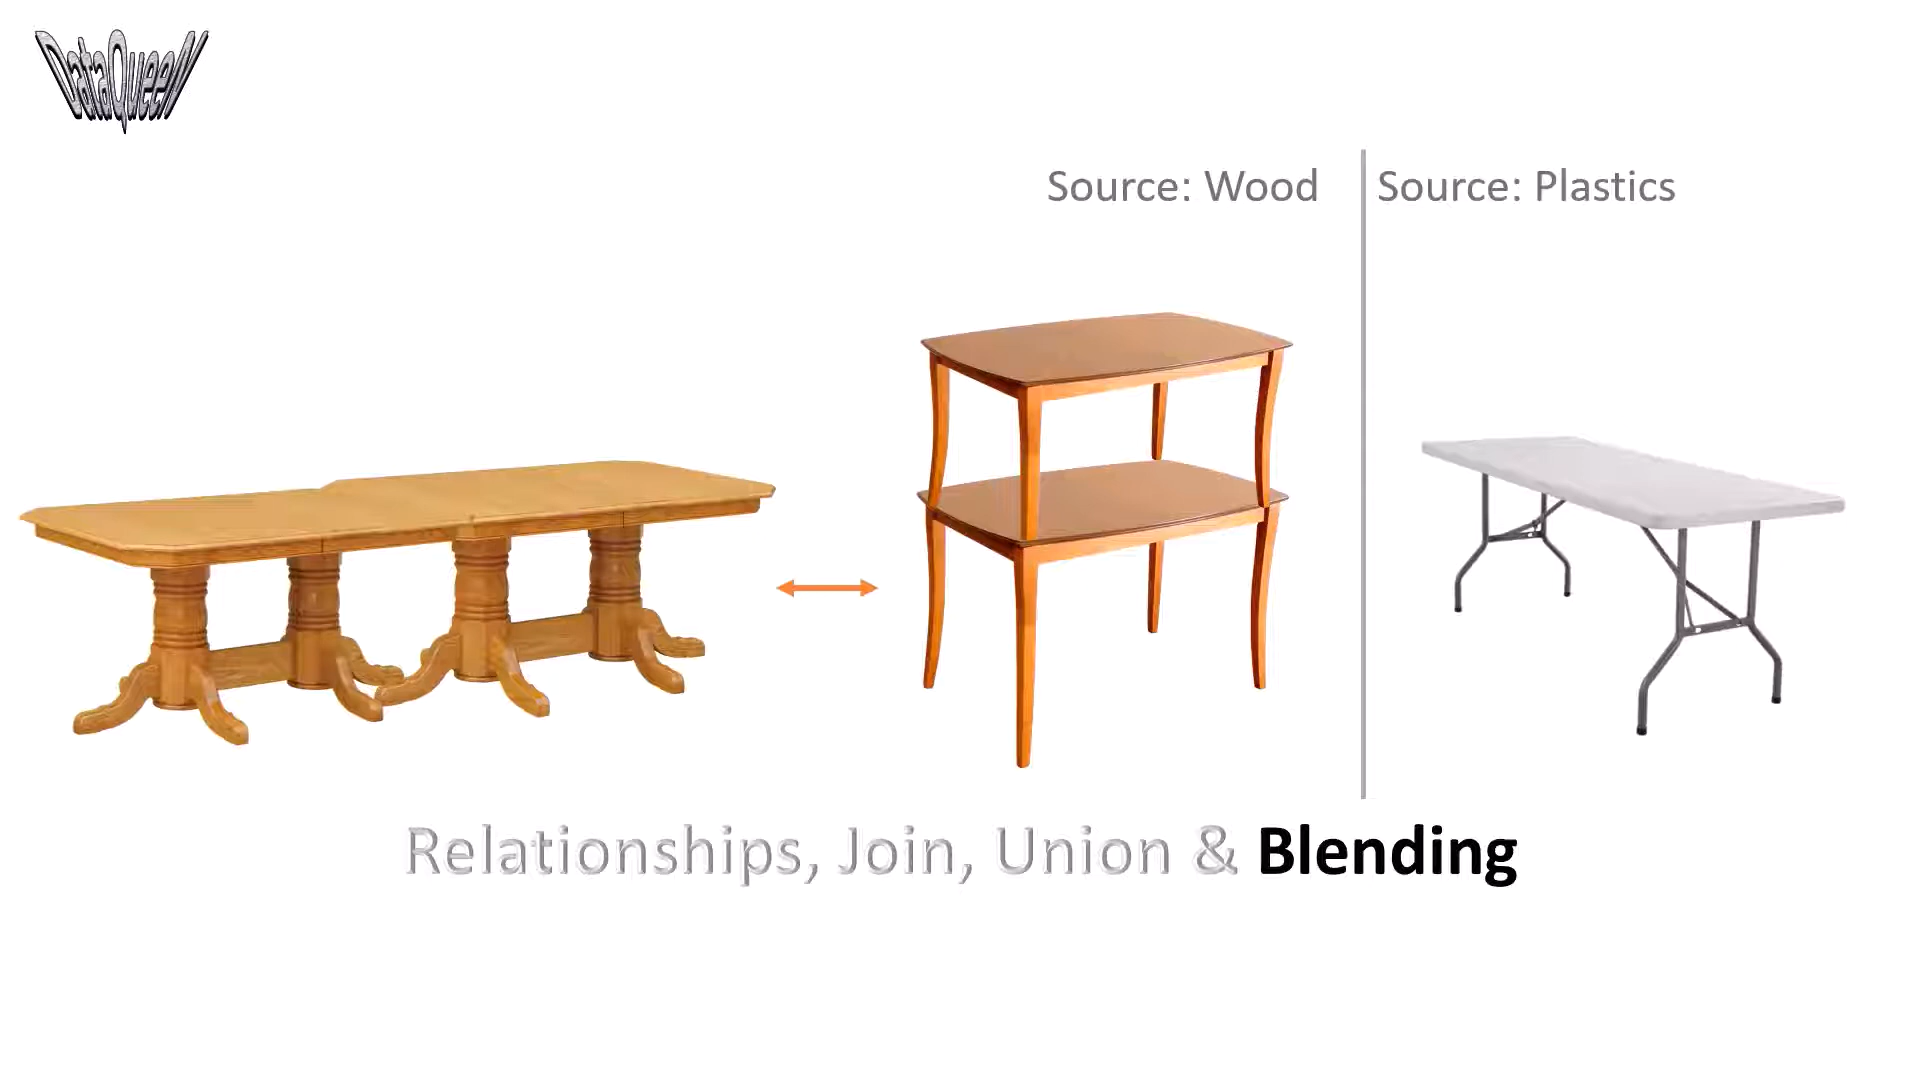 DataQueen
Source: Wood
Source: Plastics
Relationships, Join, Union & Blending